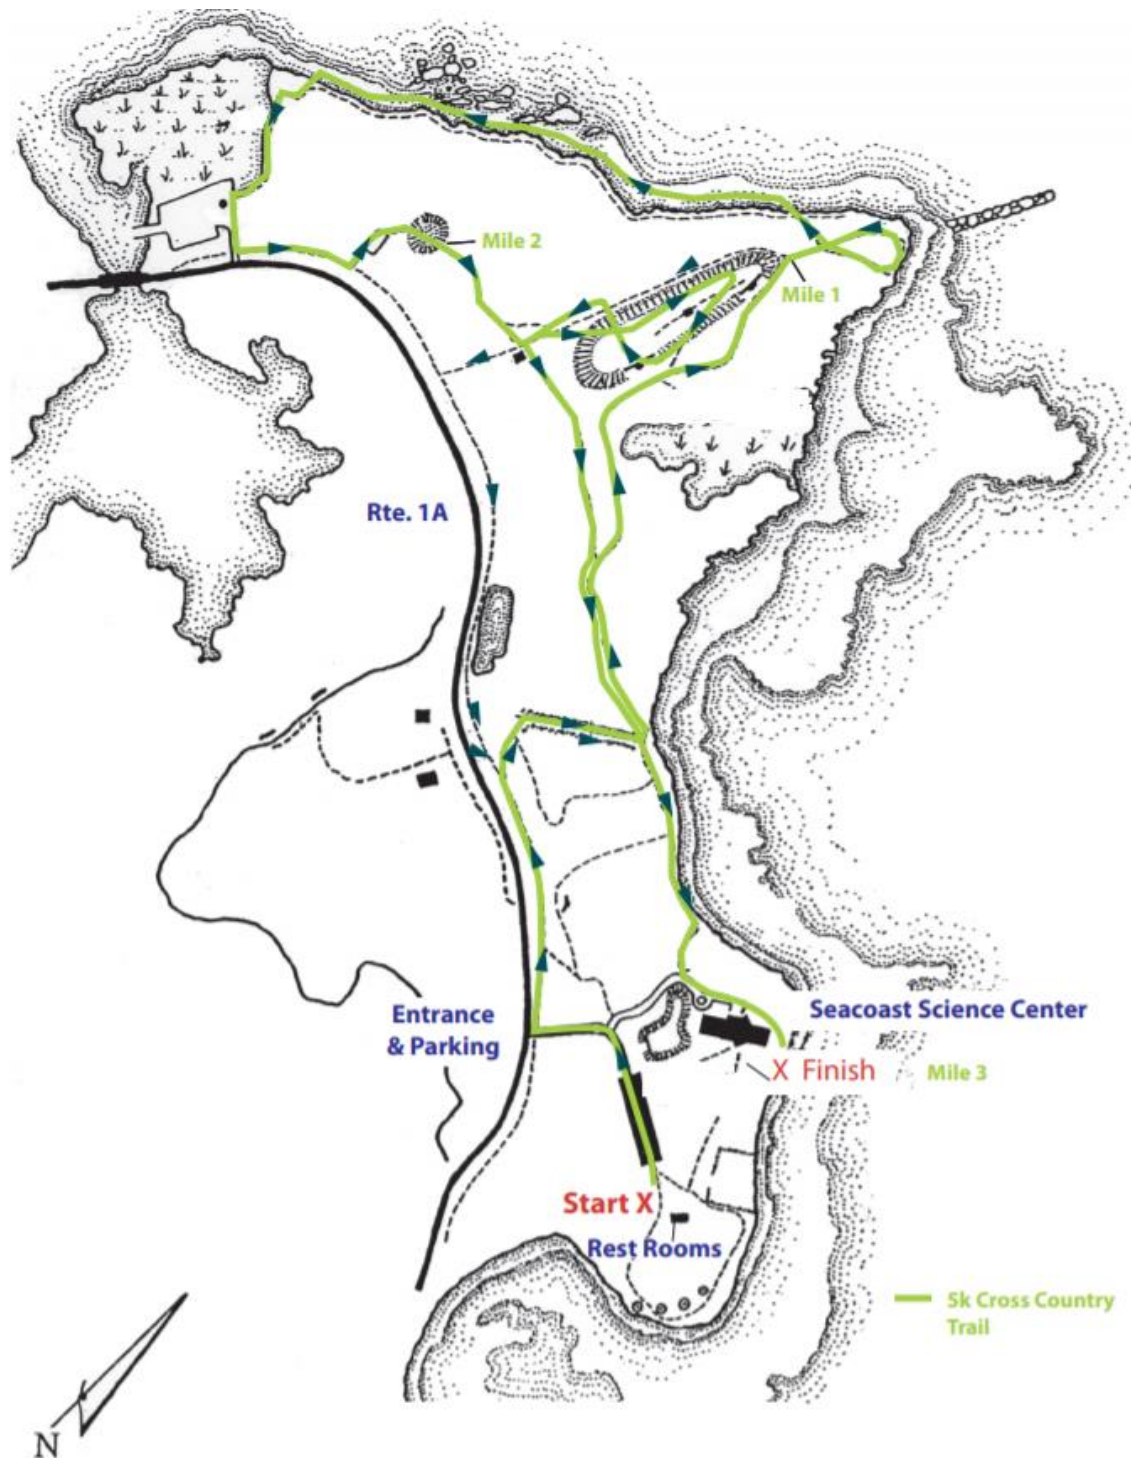 Mile 2
Mile 1
Rte. 1A
Entrance
& Parking
Seacoast Science Center
X Finish
Mile 3
Start X
Rest Rooms
5k Cross Country
Trail
N